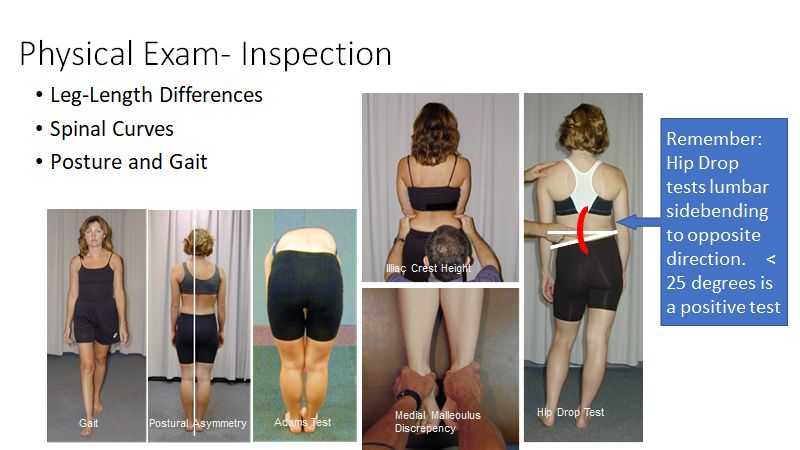 Physical Exam- Inspection
• Leg-Length Differences
• Spinal Curves
• Posture and Gait
Remember:
Hip Drop
tests lumbar
sidebending
to opposite
direction. <
25 degrees is
a positive test
Illiac Crest Height
Gait
Postural Asymmetry
Adams Test
Medial Malleoulus
Discrepency
Hip Drop Test